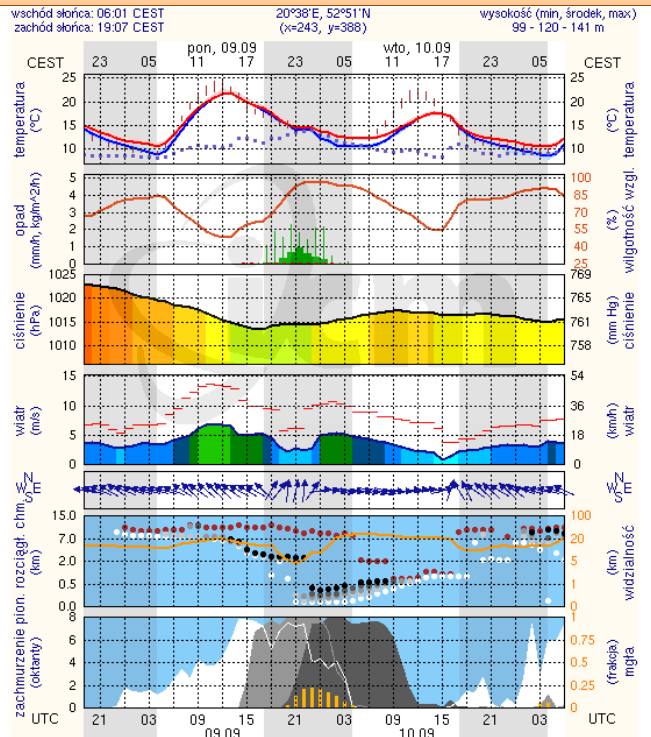 wschód słońca: 06:01 CEST 20°38'E, 52°51'N wysokość (min, środek, max)
zachód słońca: 19:07 CEST (x=243, y=388) 99 - 120 - 141 m
pon, 09.09 wto, 10.09
CEST 23 05 11 17 23 05 11 17 23 05 CEST
temperatura (°C)
25
20
15
10
25
20
15
10
temperatura (°C)
opad (mm/h, kg/m^2/h)
5
4
3
2
1
0
100
85
70
55
40
25
wilgotność wzgl. (%)
ciśnienie (hPa)
1025
1020
1015
1010
769
765
761
758
ciśnienie (mm Hg)
icm
wiatr (m/s)
15
10
5
0
54
36
18
0
wiatr (km/h)
N
W E
S
N
W E
S
pion. rozciągł. chm. (km)
15.0
7.0
2.0
0.5
0.0
100
20
5
1
0
widzialność (km)
zachmurzenie (oktanty)
8
6
4
2
0
1
0.75
0.5
0.25
0
(frakcja) mgła
UTC 21 03 09 15 21 03 09 15 21 03 UTC
09.09 10.09